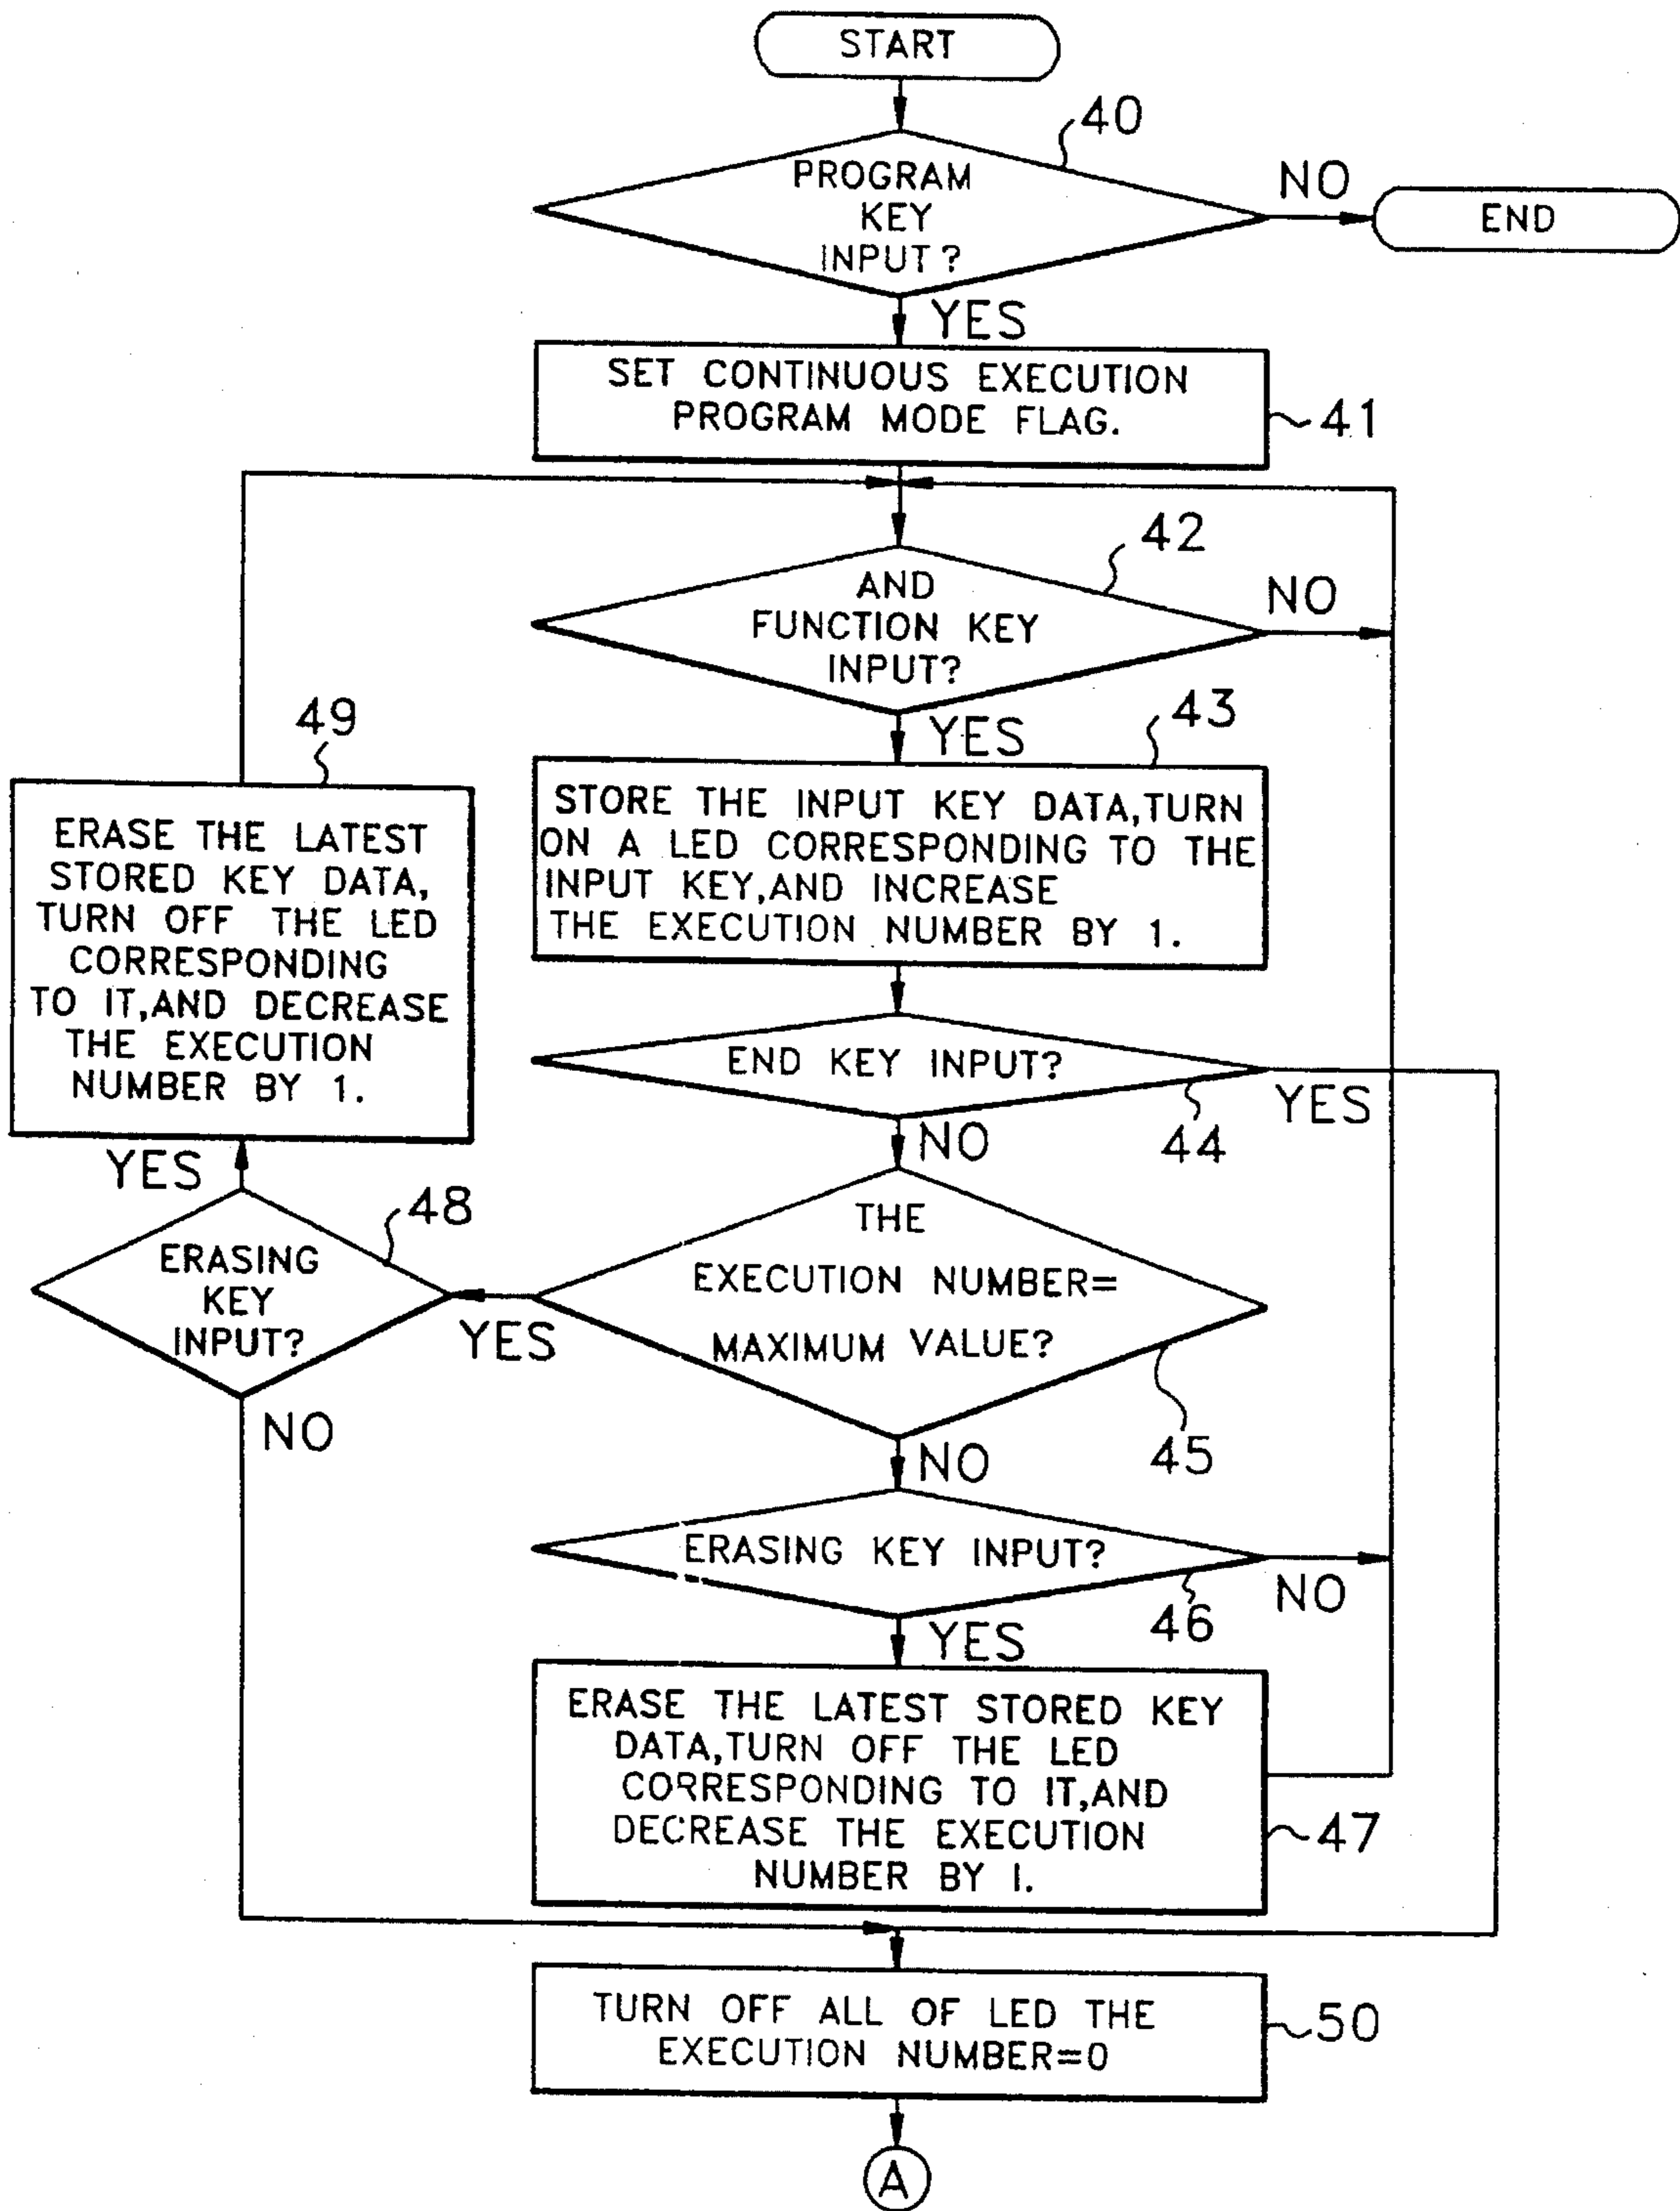 START
40
PROGRAM
KEY
INPUT?
NO
END
YES
SET CONTINUOUS EXECUTION
PROGRAM MODE FLAG.
41
42
AND
FUNCTION KEY
INPUT?
NO
YES
43
STORE THE INPUT KEY DATA,TURN
ON A LED CORRESPONDING TO THE
INPUT KEY,AND INCREASE
THE EXECUTION NUMBER BY 1.
49
ERASE THE LATEST
STORED KEY DATA,
TURN OFF THE LED
CORRESPONDING
TO IT,AND DECREASE
THE EXECUTION
NUMBER BY 1.
END KEY INPUT?
YES
44
NO
YES
48
ERASING
KEY
INPUT?
YES
NO
THE
EXECUTION NUMBER=
MAXIMUM VALUE?
45
NO
ERASING KEY INPUT?
NO
46
YES
ERASE THE LATEST STORED KEY
DATA,TURN OFF THE LED
CORRESPONDING TO IT,AND
DECREASE THE EXECUTION
NUMBER BY 1.
47
TURN OFF ALL OF LED THE
EXECUTION NUMBER=0
50
A